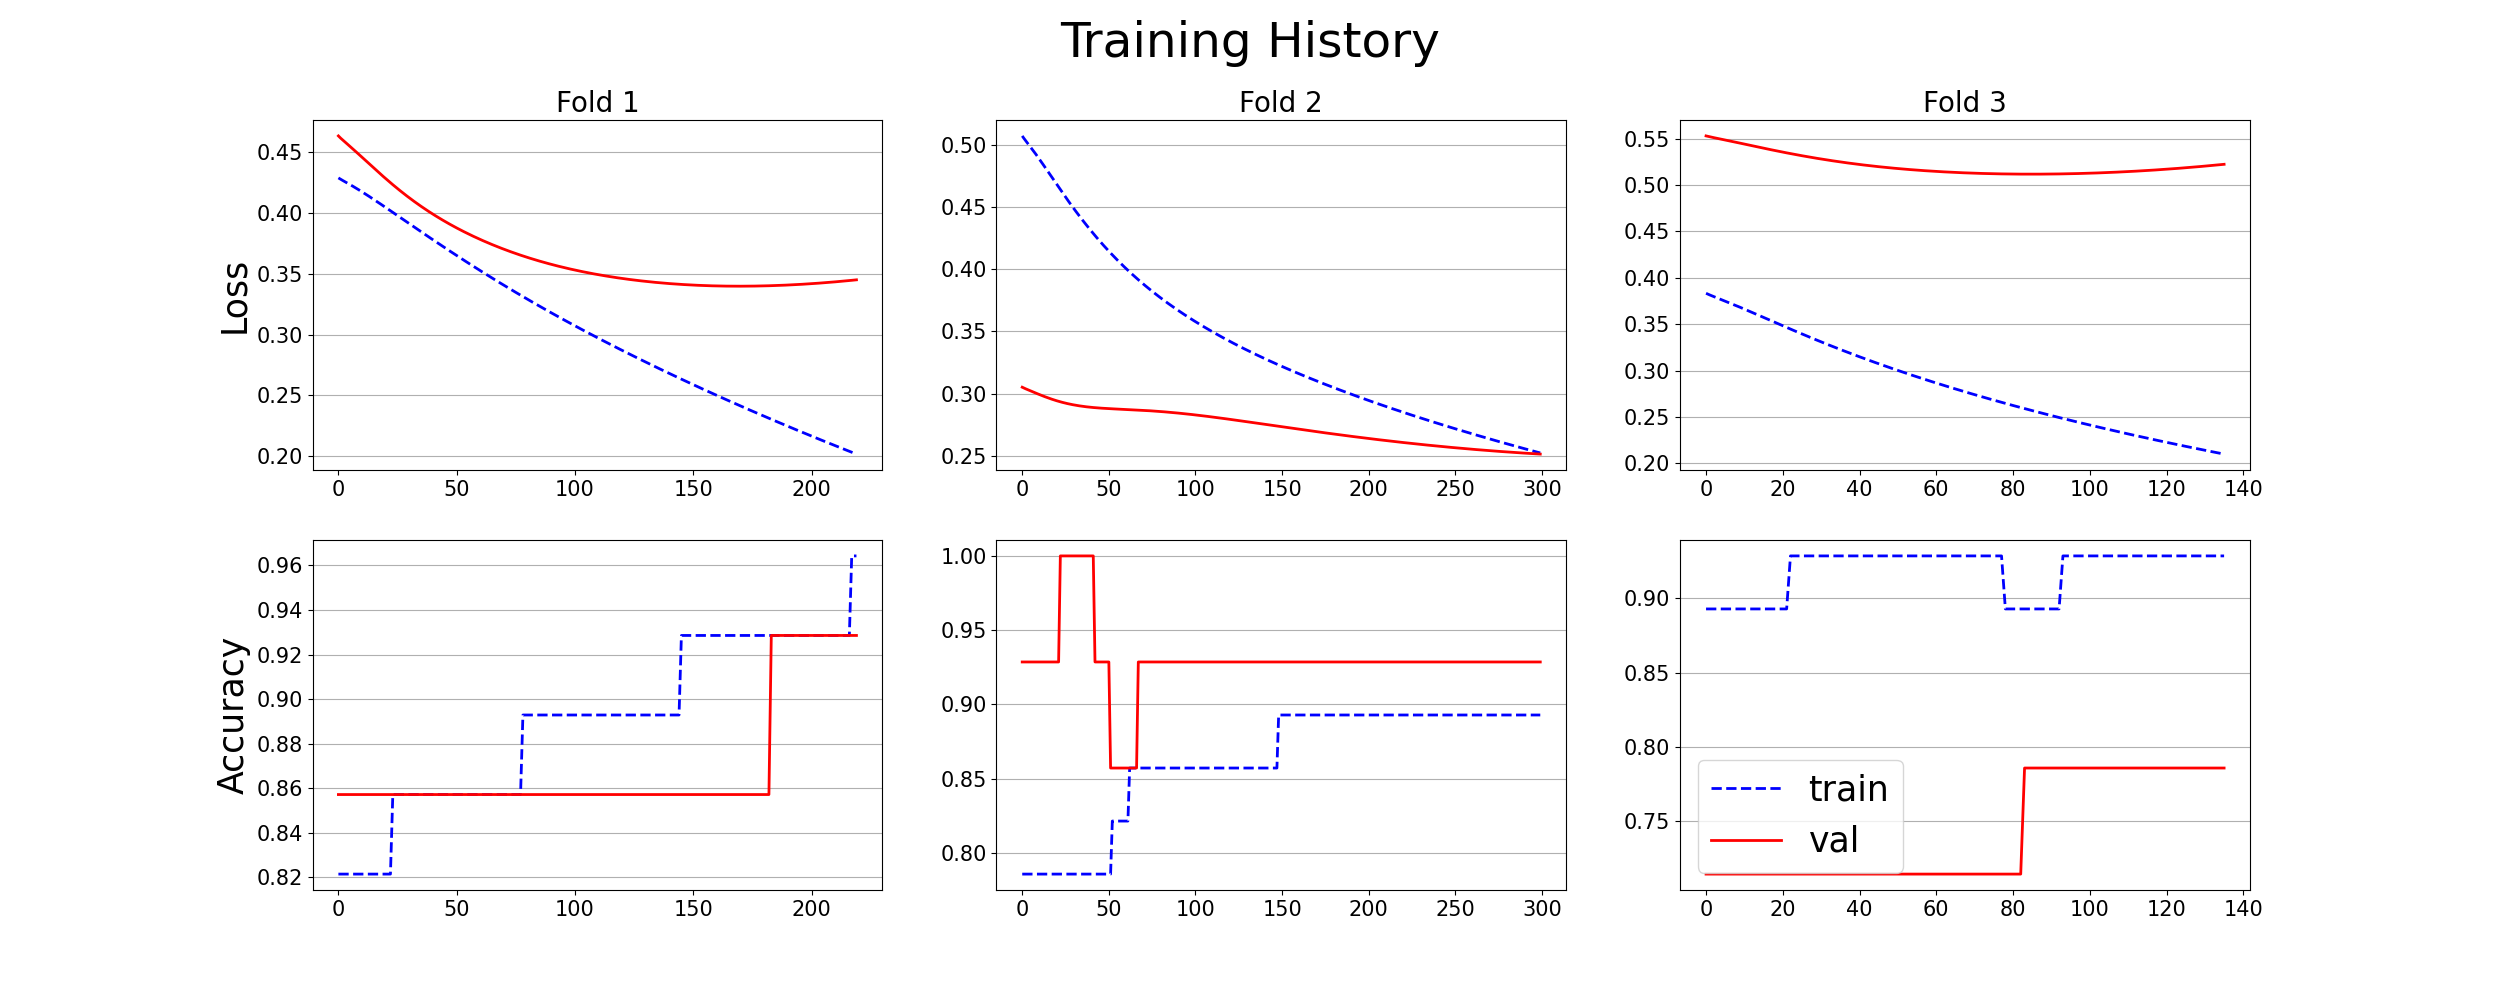 Training History
Fold 1
Fold 2
Fold 3
Loss
0.45
0.40
0.35
0.30
0.25
0.20
0 50 100 150 200
0.50
0.45
0.40
0.35
0.30
0.25
0 50 100 150 200 250 300
0.55
0.50
0.45
0.40
0.35
0.30
0.25
0.20
0 20 40 60 80 100 120 140
Accuracy
0.96
0.94
0.92
0.90
0.88
0.86
0.84
0.82
0 50 100 150 200
1.00
0.95
0.90
0.85
0.80
0 50 100 150 200 250 300
0.90
0.85
0.80
0.75
train
val
0 20 40 60 80 100 120 140